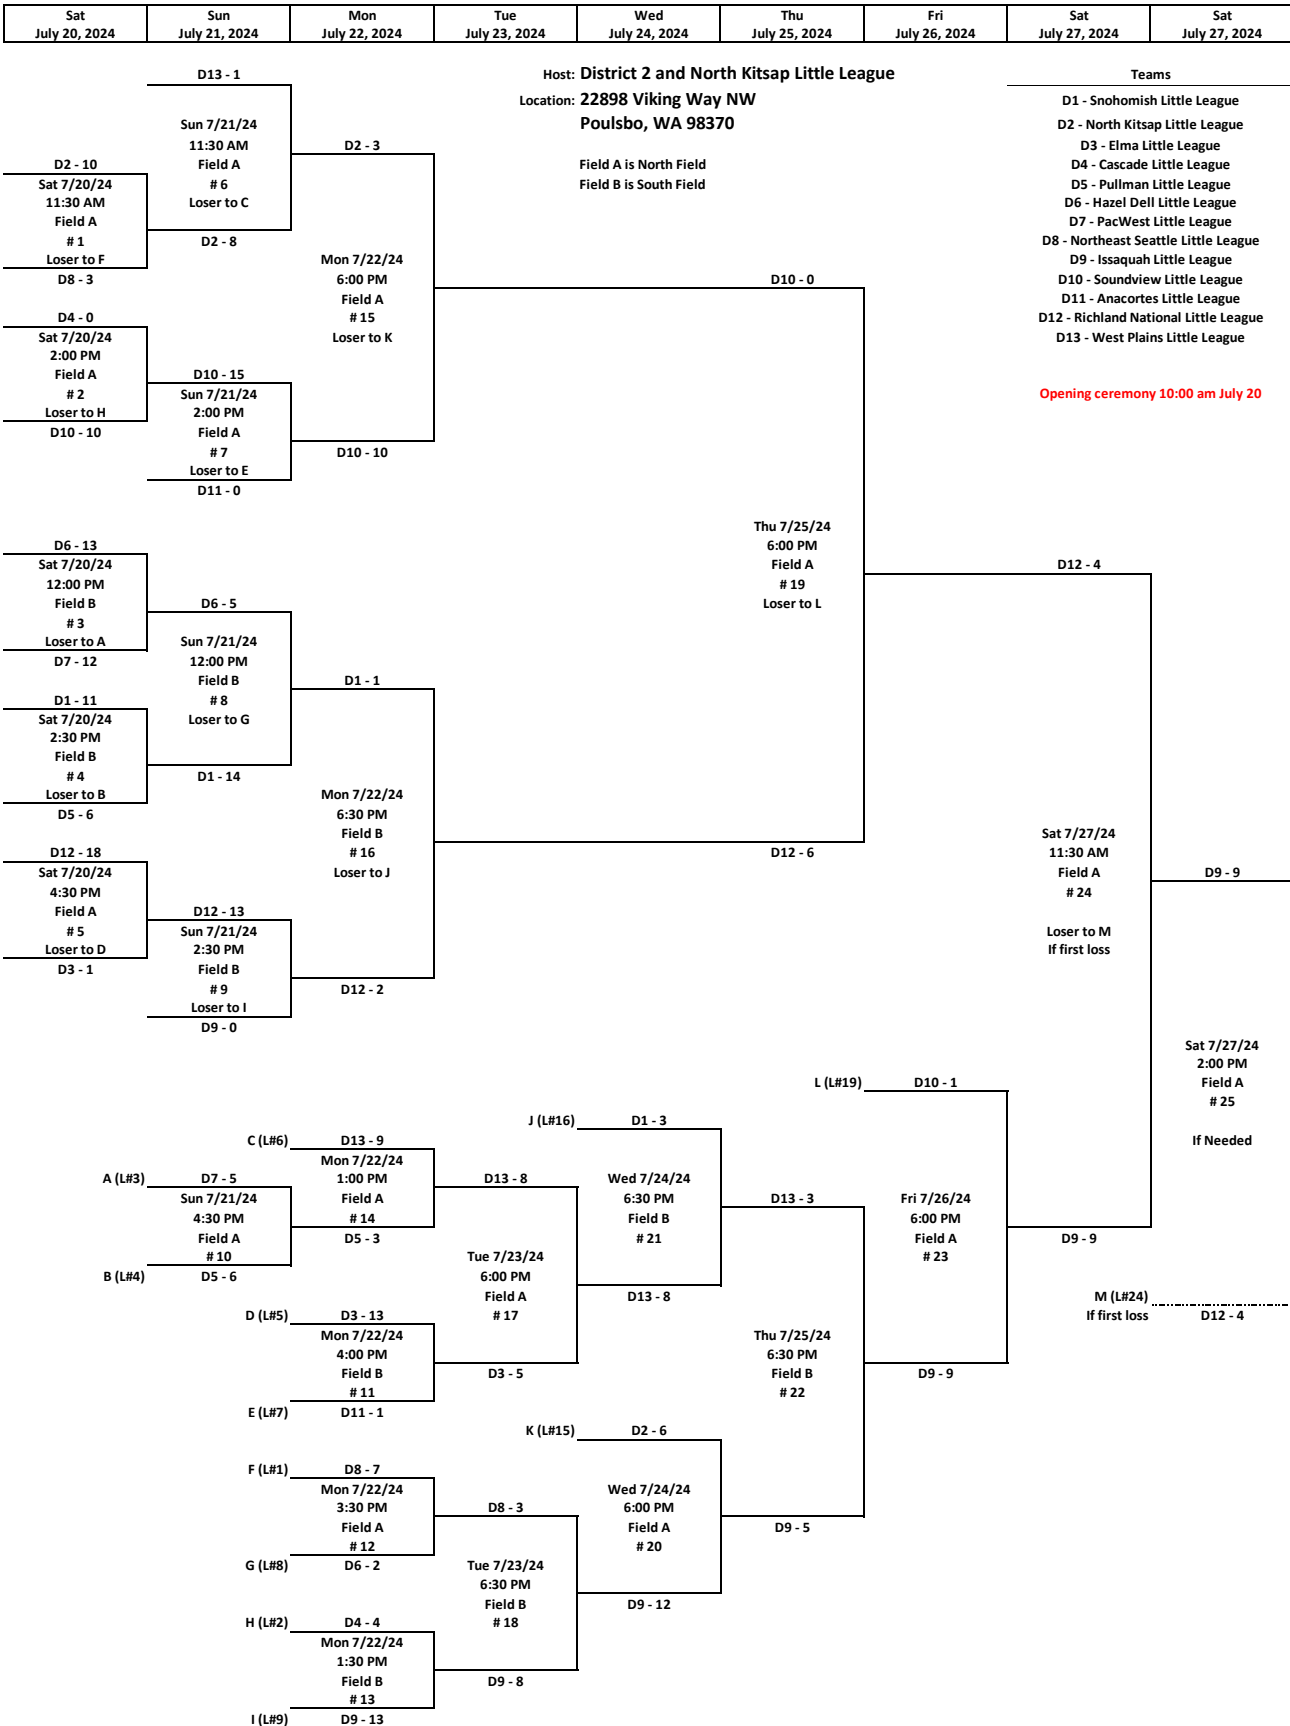 Sat Sun Mon Tue Wed Thu Fri Sat Sat
July 20, 2024 July 21, 2024 July 22, 2024 July 23, 2024 July 24, 2024 July 25, 2024 July 26, 2024 July 27, 2024 July 27, 2024
Host: District 2 and North Kitsap Little League
Location: 22898 Viking Way NW
Poulsbo, WA 98370
Field A is North Field
Field B is South Field
Teams
D1 - Snohomish Little League
D2 - North Kitsap Little League
D3 - Elma Little League
D4 - Cascade Little League
D5 - Pullman Little League
D6 - Hazel Dell Little League
D7 - PacWest Little League
D8 - Northeast Seattle Little League
D9 - Issaquah Little League
D10 - Soundview Little League
D11 - Anacortes Little League
D12 - Richland National Little League
D13 - West Plains Little League
Opening ceremony 10:00 am July 20
D2 - 10
Sat 7/20/24
11:30 AM
Field A
# 1
Loser to F
D8 - 3
D4 - 0
Sat 7/20/24
2:00 PM
Field A
# 2
Loser to H
D10 - 10
D6 - 13
Sat 7/20/24
12:00 PM
Field B
# 3
Loser to A
D7 - 12
D1 - 11
Sat 7/20/24
2:30 PM
Field B
# 4
Loser to B
D5 - 6
D12 - 18
Sat 7/20/24
4:30 PM
Field A
# 5
Loser to D
D3 - 1
D13 - 1
Sun 7/21/24
11:30 AM
Field A
# 6
Loser to C
D2 - 8
D10 - 15
Sun 7/21/24
2:00 PM
Field A
# 7
Loser to E
D11 - 0
D6 - 5
Sun 7/21/24
12:00 PM
Field B
# 8
Loser to G
D1 - 14
D12 - 13
Sun 7/21/24
2:30 PM
Field B
# 9
Loser to I
D9 - 0
D2 - 3
Mon 7/22/24
6:00 PM
Field A
# 15
Loser to K
D10 - 10
D1 - 1
Mon 7/22/24
6:30 PM
Field B
# 16
Loser to J
D12 - 2
D10 - 0
Thu 7/25/24
6:00 PM
Field A
# 19
Loser to L
D12 - 6
D12 - 4
Sat 7/27/24
11:30 AM
Field A
# 24
Loser to M
If first loss
D9 - 9
D9 - 9
Sat 7/27/24
2:00 PM
Field A
# 25
If Needed
M (L#24)
If first loss
D12 - 4
A (L#3) D7 - 5
Sun 7/21/24
4:30 PM
Field A
# 10
B (L#4) D5 - 6
C (L#6) D13 - 9
Mon 7/22/24
1:00 PM
Field A
# 14
D5 - 3
D (L#5) D3 - 13
Mon 7/22/24
4:00 PM
Field B
# 11
E (L#7) D11 - 1
F (L#1) D8 - 7
Mon 7/22/24
3:30 PM
Field A
# 12
G (L#8) D6 - 2
H (L#2) D4 - 4
Mon 7/22/24
1:30 PM
Field B
# 13
I (L#9) D9 - 13
D13 - 8
Tue 7/23/24
6:00 PM
Field A
# 17
D3 - 5
D8 - 3
Tue 7/23/24
6:30 PM
Field B
# 18
D9 - 8
J (L#16) D1 - 3
Wed 7/24/24
6:30 PM
Field B
# 21
D13 - 8
K (L#15) D2 - 6
Wed 7/24/24
6:00 PM
Field A
# 20
D9 - 12
D13 - 3
Thu 7/25/24
6:30 PM
Field B
# 22
D9 - 5
L (L#19) D10 - 1
Fri 7/26/24
6:00 PM
Field A
# 23
D9 - 9